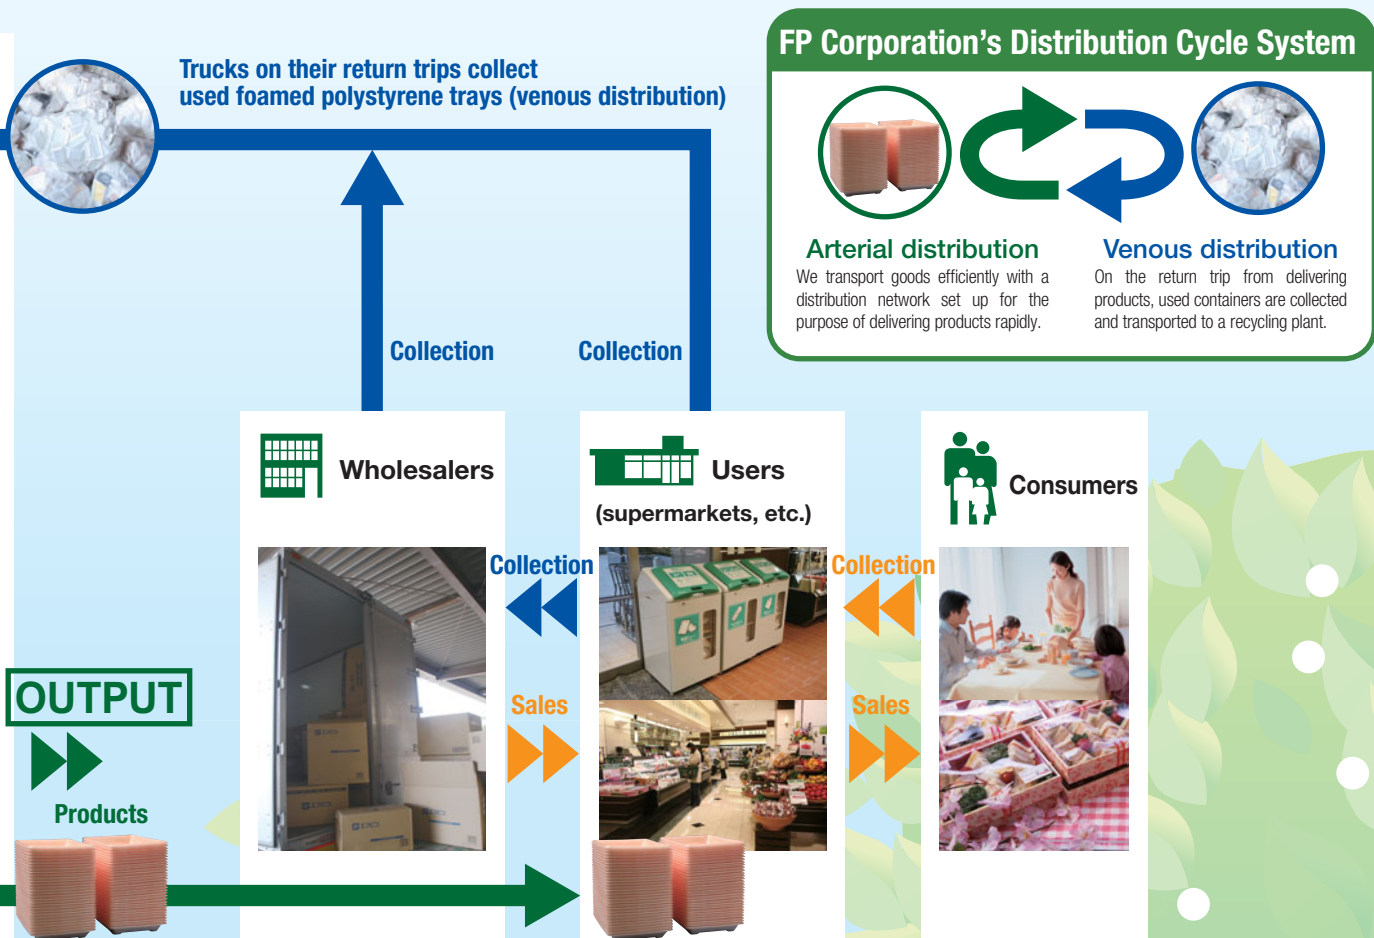 Trucks on their return trips collect
used foamed polystyrene trays (venous distribution)
FP Corporation’s Distribution Cycle System
Arterial distribution
We transport goods efficiently with a
distribution network set up for the
purpose of delivering products rapidly.
Venous distribution
On the return trip from delivering
products, used containers are collected
and transported to a recycling plant.
Collection
Collection
Wholesalers
Users
(supermarkets, etc.)
Consumers
Collection
Collection
OUTPUT
Sales
Sales
Products